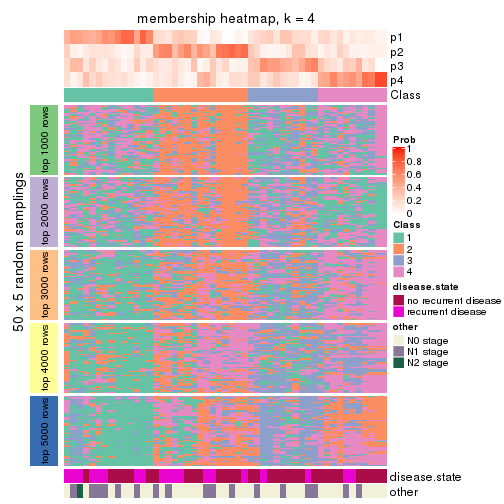 membership heatmap, k = 4
p1
p2
p3
p4
Class
50 x 5 random samplings
top 1000 rows
top 2000 rows
top 3000 rows
top 4000 rows
top 5000 rows
disease.state
other
Prob
1
0.8
0.6
0.4
0.2
0
Class
1
2
3
4
disease.state
no recurrent disease
recurrent disease
other
N0 stage
N1 stage
N2 stage